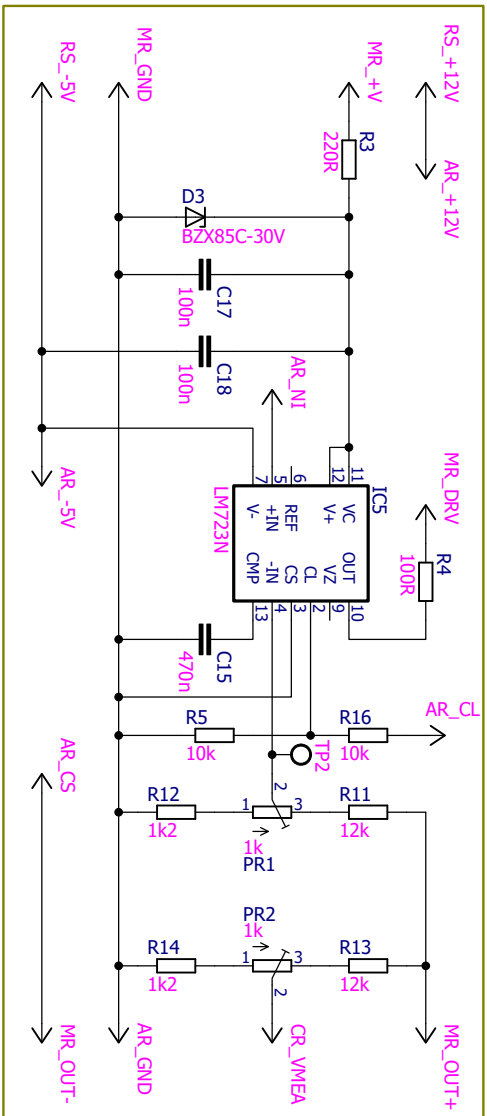 RS_-5V
MR_GND
MR_+V
RS_+12V
AR_+12V
R3
220R
D3
BZX85C-30V
C17
100n
C18
100n
AR_NI
AR_-5V
MR_DRV
R4
100R
IC5
LM723N
7
5
6
12
11
V-
+IN
REF
V+
VC
CMP
-IN
CS
CL
VZ
OUT
13
4
3
2
9
10
C15
470n
R5
10k
R16
10k
AR_CL
TP2
AR_CS
R12
1k2
1
2
3
1k
PR1
R11
12k
PR2
1k
R14
1k2
1
3
2
R13
12k
MR_OUT-
AR_GND
CR_VMEA
MR_OUT+